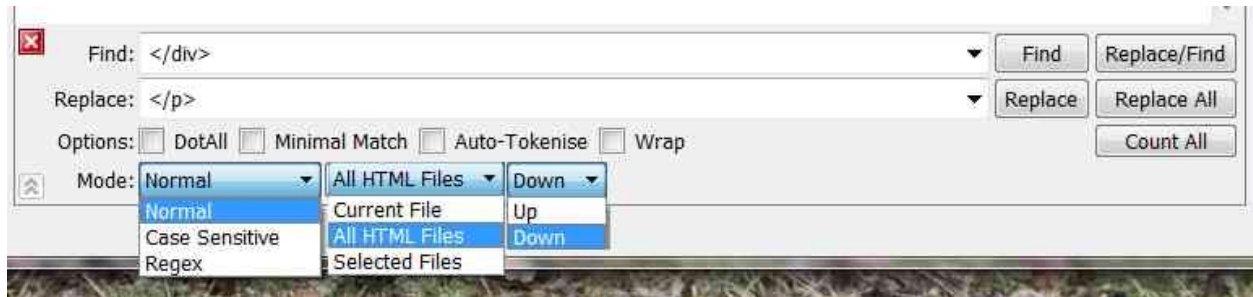 Find: </div> Find Replace/Find
Replace: </p> Replace Replace All
Options: DotAll Minimal Match Auto-Tokenise Wrap Count All
Mode: Normal All HTML Files Down
Normal Current File Up
Case Sensitive All HTML Files Down
Regex Selected Files